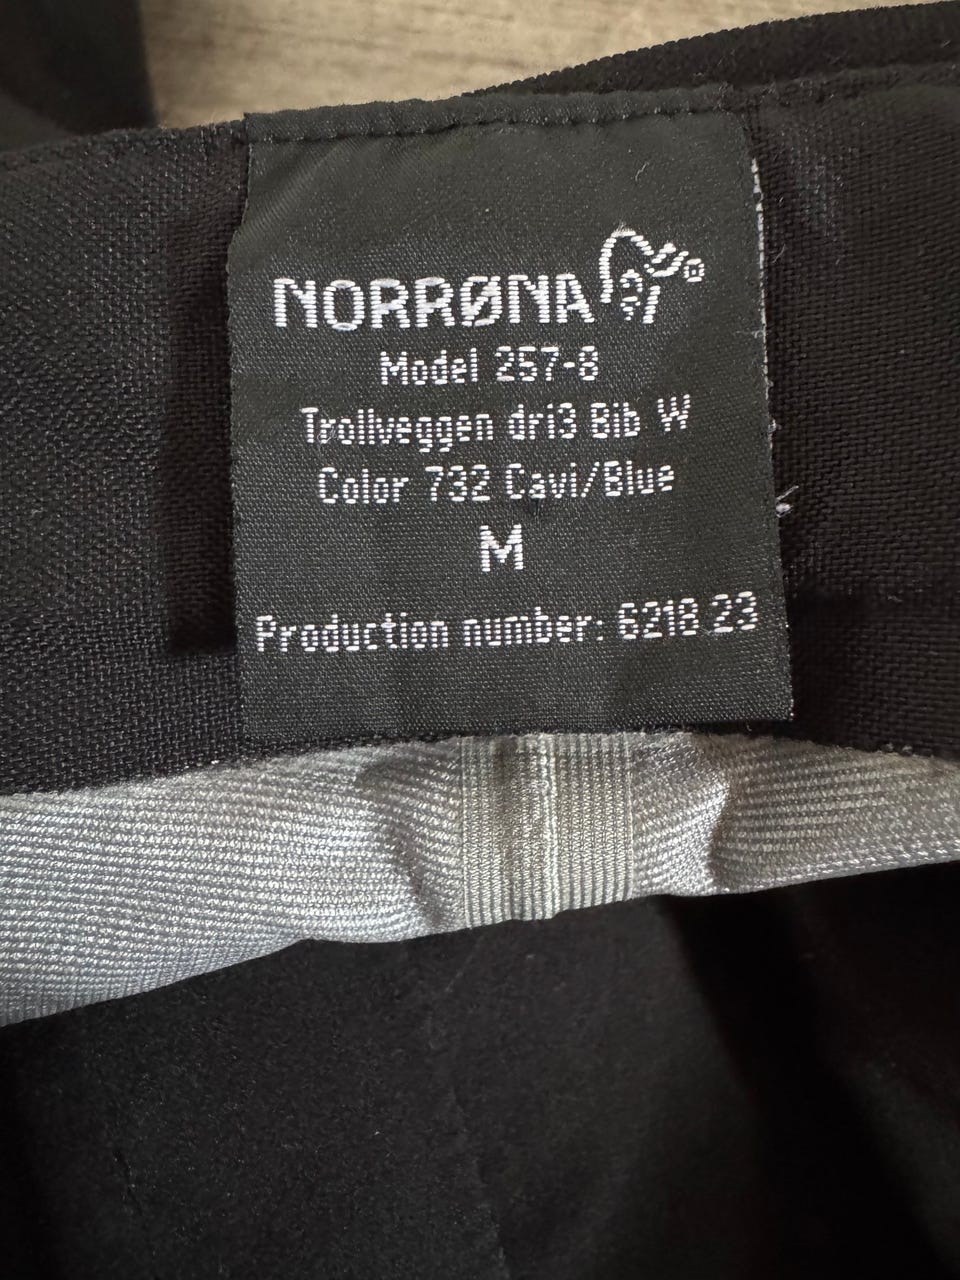 NORRØNA
Model 257-8
Trollveggen dri3 Bib W
Color 732 Cavi/Blue
M
Production number: 6218 23